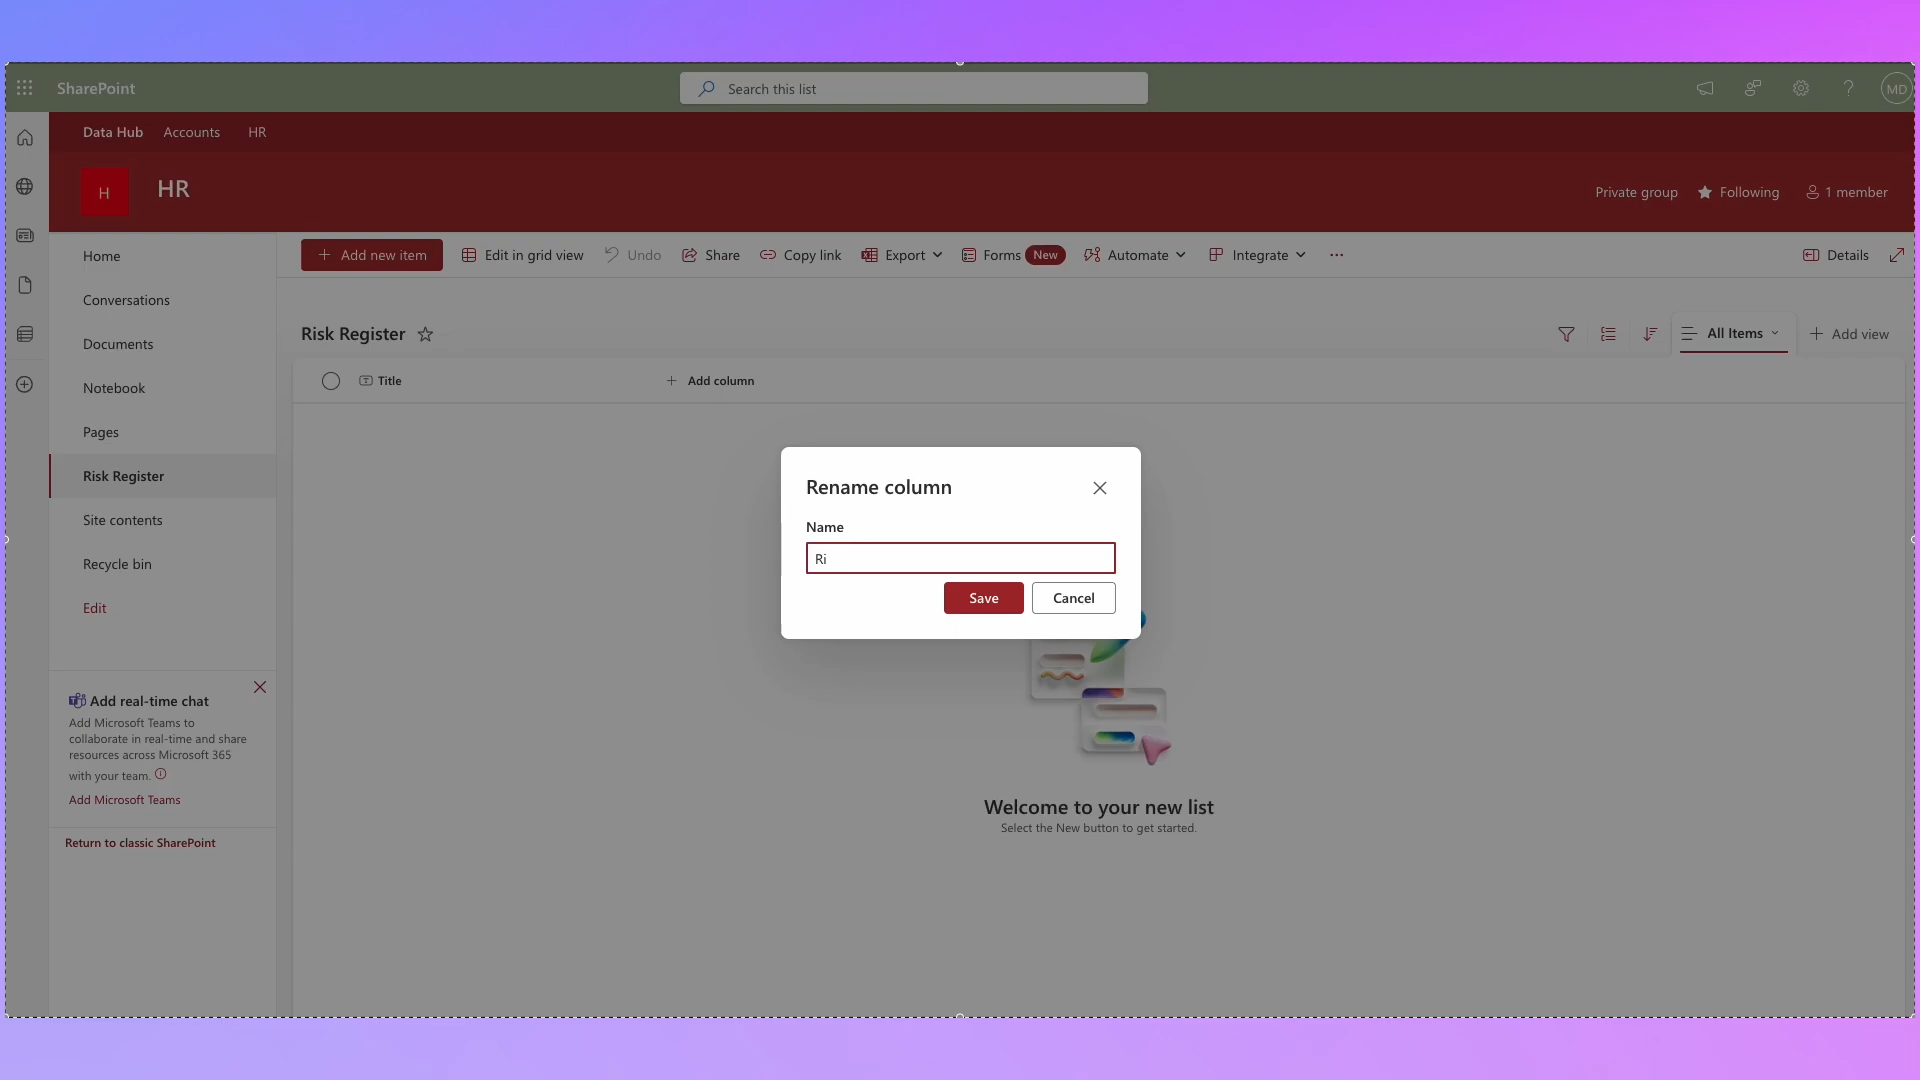 SharePoint
Search this list
MD
Data Hub Accounts HR
H
HR
Private group Following 1 member
Home
Conversations
Documents
Notebook
Pages
Risk Register
Site contents
Recycle bin
Edit
Add new item Edit in grid view Undo Share Copy link Export Forms New Automate Integrate Details
Risk Register
All Items Add view
Title Add column
Rename column
Name
Ri
Save Cancel
Welcome to your new list
Select the New button to get started.
Add real-time chat
Add Microsoft Teams to
collaborate in real-time and share
resources across Microsoft 365
with your team.
Add Microsoft Teams
Return to classic SharePoint